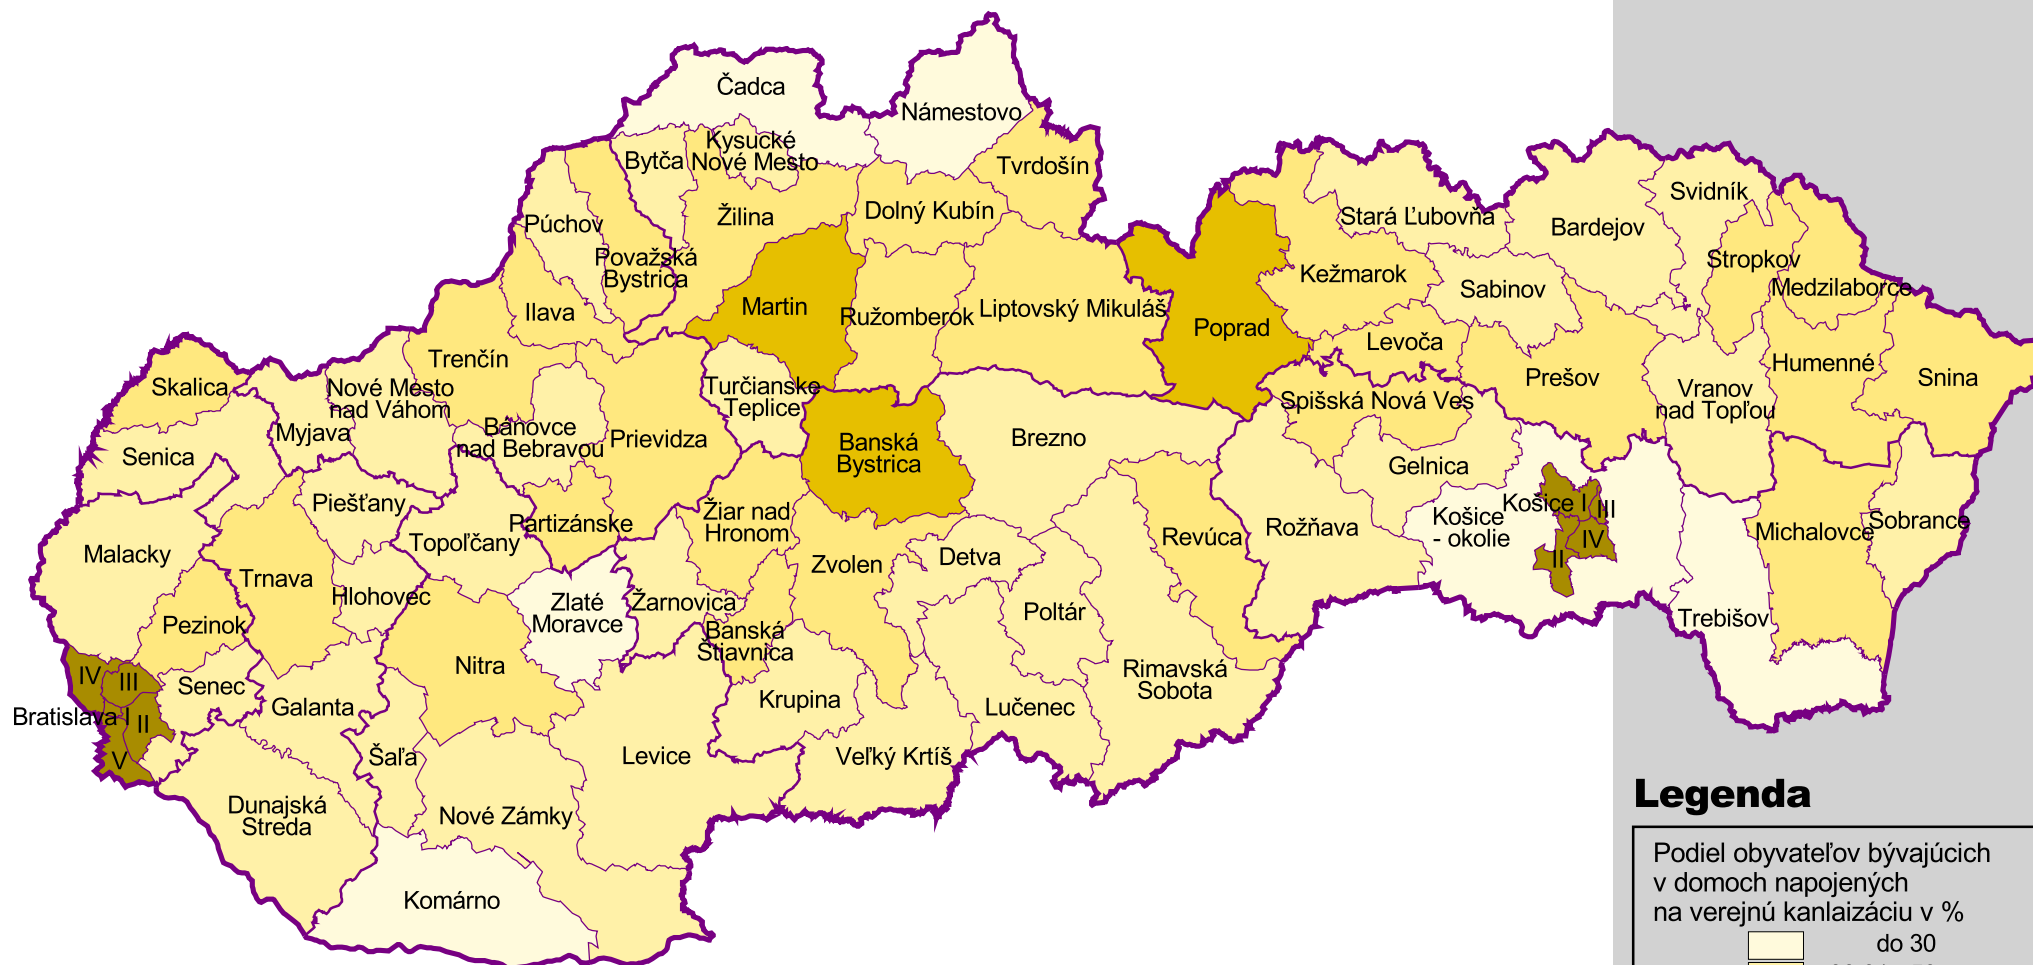 Čadca
Námestovo
Kysucké
Nové Mesto
Bytča
Tvrdošín
Svidník
Púchov
Žilina
Dolný Kubín
Stará Ľubovňa
Bardejov
Považská
Bystrica
Stropkov
Kežmarok
Sabinov
Medzilaborce
Ilava
Martin
Ružomberok
Liptovský Mikuláš
Poprad
Levoča
Trenčín
Prešov
Humenné
Snina
Skalica
Nové Mesto
nad Váhom
Turčianske
Teplice
Spišská Nová Ves
Vranov
nad Topľou
Myjava
Bánovce
nad Bebravou
Prievidza
Banská
Bystrica
Brezno
Senica
Gelnica
Piešťany
Partizánske
Žiar nad
Hronom
Košice I
III
Košice
- okolie
IV
II
Rožňava
Revúca
Michalovce
Sobrance
Malacky
Topoľčany
Zvolen
Detva
Trnava
Hlohovec
Zlaté
Moravce
Žarnovica
Poltár
Trebišov
Pezinok
Banská
Štiavnica
Nitra
Rimavská
Sobota
IV
III
Senec
Galanta
Krupina
Lučenec
Bratislava I
II
V
Šaľa
Levice
Veľký Krtíš
Dunajská
Streda
Nové Zámky
Komárno
Legenda
Podiel obyvateľov bývajúcich
v domoch napojených
na verejnú kanlaizáciu v %
do 30